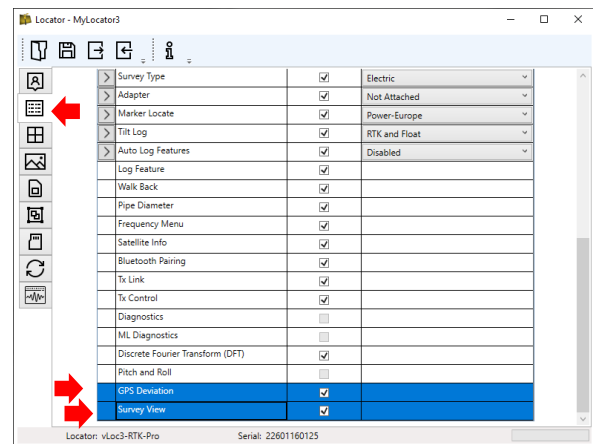 Locator - MyLocator3
Survey Type Electric
Adapter Not Attached
Marker Locate Power-Europe
Tilt Log RTK and Float
Auto Log Features Disabled
Log Feature
Walk Back
Pipe Diameter
Frequency Menu
Satellite Info
Bluetooth Pairing
Tx Link
Tx Control
Diagnostics
ML Diagnostics
Discrete Fourier Transform (DFT)
Pitch and Roll
GPS Deviation
Survey View
Locator: vLoc3-RTK-Pro Serial: 22601160125